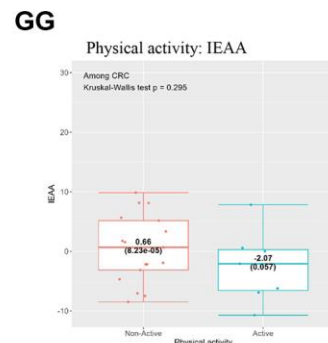 GG
Physical activity: IEAA
Among CRC
Kruskal-Wallis test p = 0.295
30
20
10
0
-10
IEAA
0.66
(8.23e-05)
-2.07
(0.057)
Non-Active
Active
Physical activity